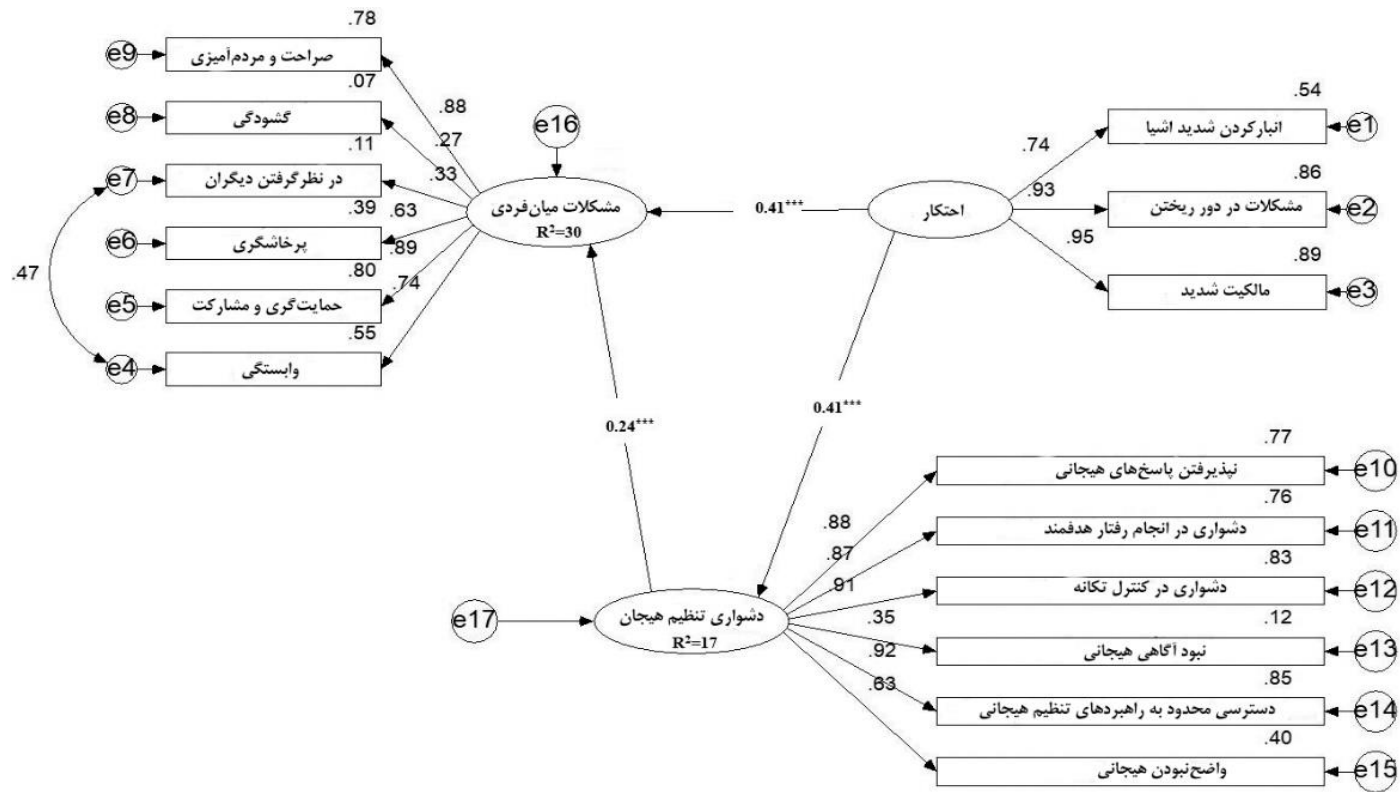 .78
e9
صراحت و مردم‌آمیزی
.07
e8
گشودگی
.11
e7
در نظرگرفتن دیگران
.39
e6
پرخاشگری
.80
e5
حمایت‌گری و مشارکت
.55
e4
وابستگی
.47
.88
.27
.33
.63
.89
.74
e16
مشکلات میان‌فردی
R²=30
0.41***
احتکار
.74
.93
.95
.54
انبارکردن شدید اشیا
e1
.86
مشکلات در دور ریختن
e2
.89
مالکیت شدید
e3
0.24***
0.41***
e17
دشواری تنظیم هیجان
R²=17
.88
.87
.91
.35
.92
.63
.77
نپذیرفتن پاسخ‌های هیجانی
e10
.76
دشواری در انجام رفتار هدفمند
e11
.83
دشواری در کنترل تکانه
e12
.12
نبود آگاهی هیجانی
e13
.85
دسترسی محدود به راهبردهای تنظیم هیجانی
e14
.40
واضح‌نبودن هیجانی
e15